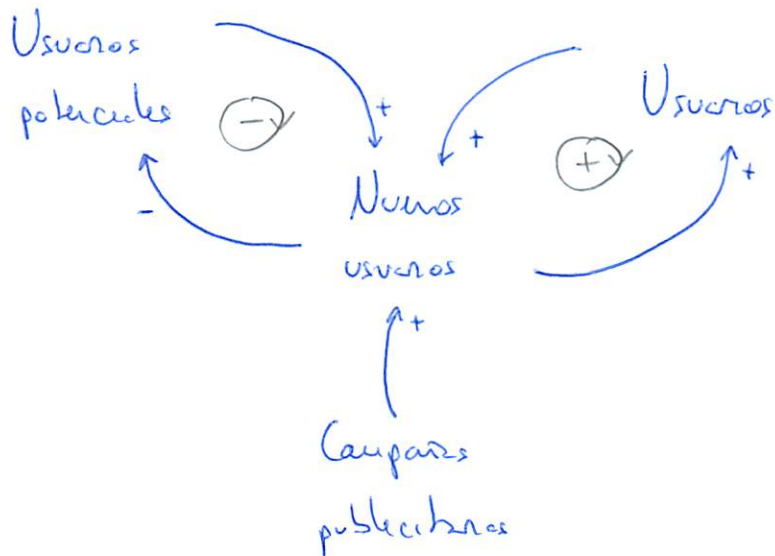 Usuarios
potenciales
Usuarios
+
+
-
+
-
+
Nuevos
usuarios
+
Campañas
publicitarias